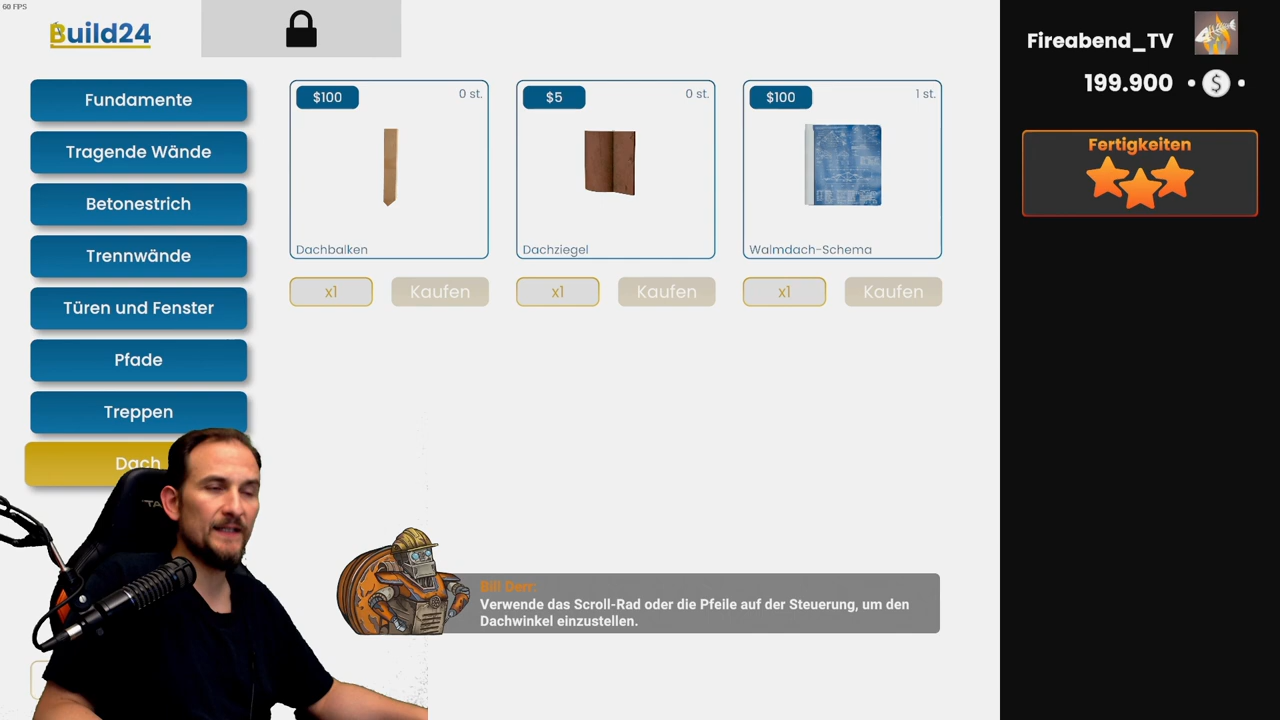 60 FPS
Build24
Fireabend_TV
199.900
$
Fertigkeiten
Fundamente
Tragende Wände
Betonestrich
Trennwände
Türen und Fenster
Pfade
Treppen
Dach
$100
0 st.
Dachbalken
x1
Kaufen
$5
0 st.
Dachziegel
x1
Kaufen
$100
1 st.
Walmdach-Schema
x1
Kaufen
Bill Derr:
Verwende das Scroll-Rad oder die Pfeile auf der Steuerung, um den
Dachwinkel einzustellen.